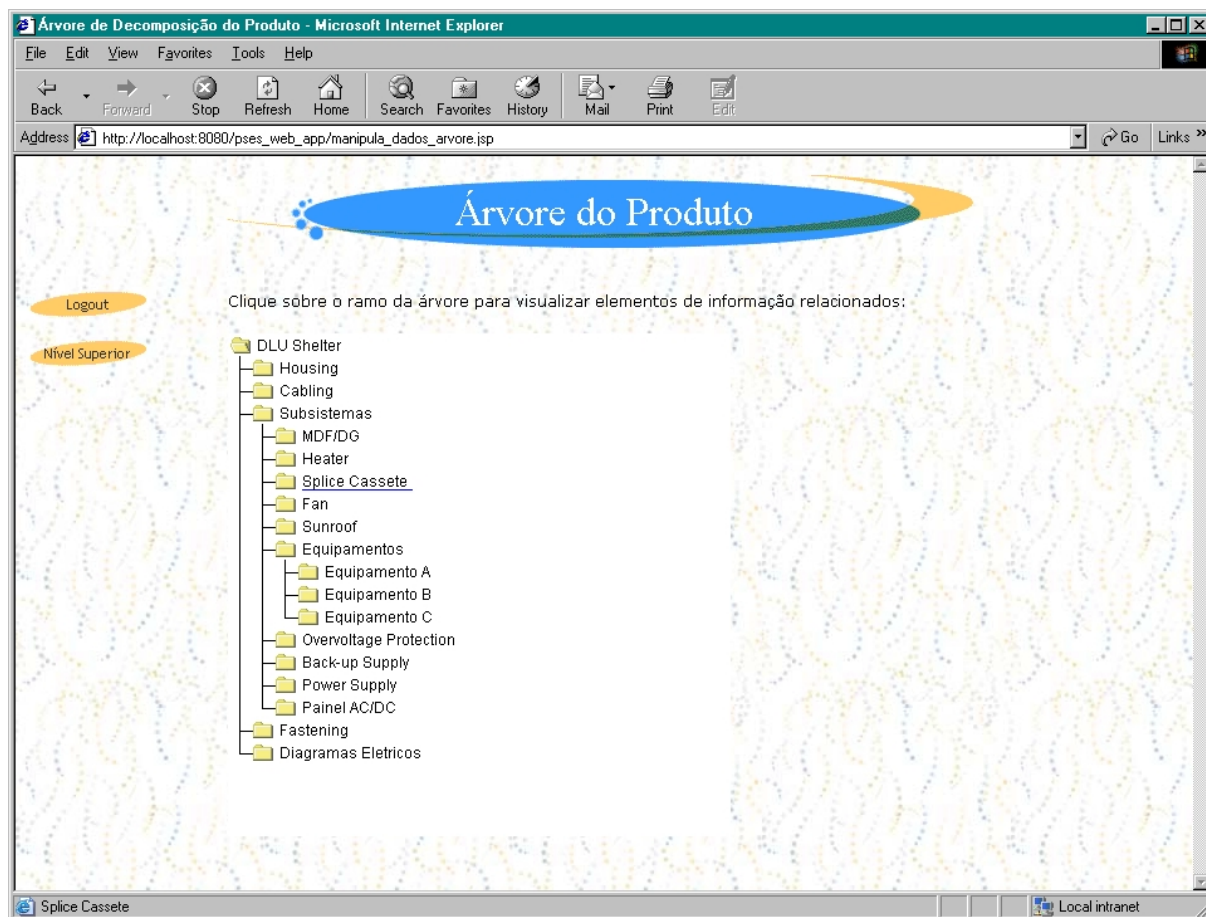 Árvore de Decomposição do Produto - Microsoft Internet Explorer
File Edit View Favorites Tools Help
Back Forward Stop Refresh Home Search Favorites History Mail Print Edit
Address http://localhost:8080/pses_web_app/manipula_dados_arvore.jsp Go Links »
Árvore do Produto
Logout
Clique sobre o ramo da árvore para visualizar elementos de informação relacionados:
Nível Superior
DLU Shelter
Housing
Cabling
Subsistemas
MDF/DG
Heater
Splice Cassete
Fan
Sunroof
Equipamentos
Equipamento A
Equipamento B
Equipamento C
Overvoltage Protection
Back-up Supply
Power Supply
Painel AC/DC
Fastening
Diagramas Eletricos
Splice Cassete Local intranet